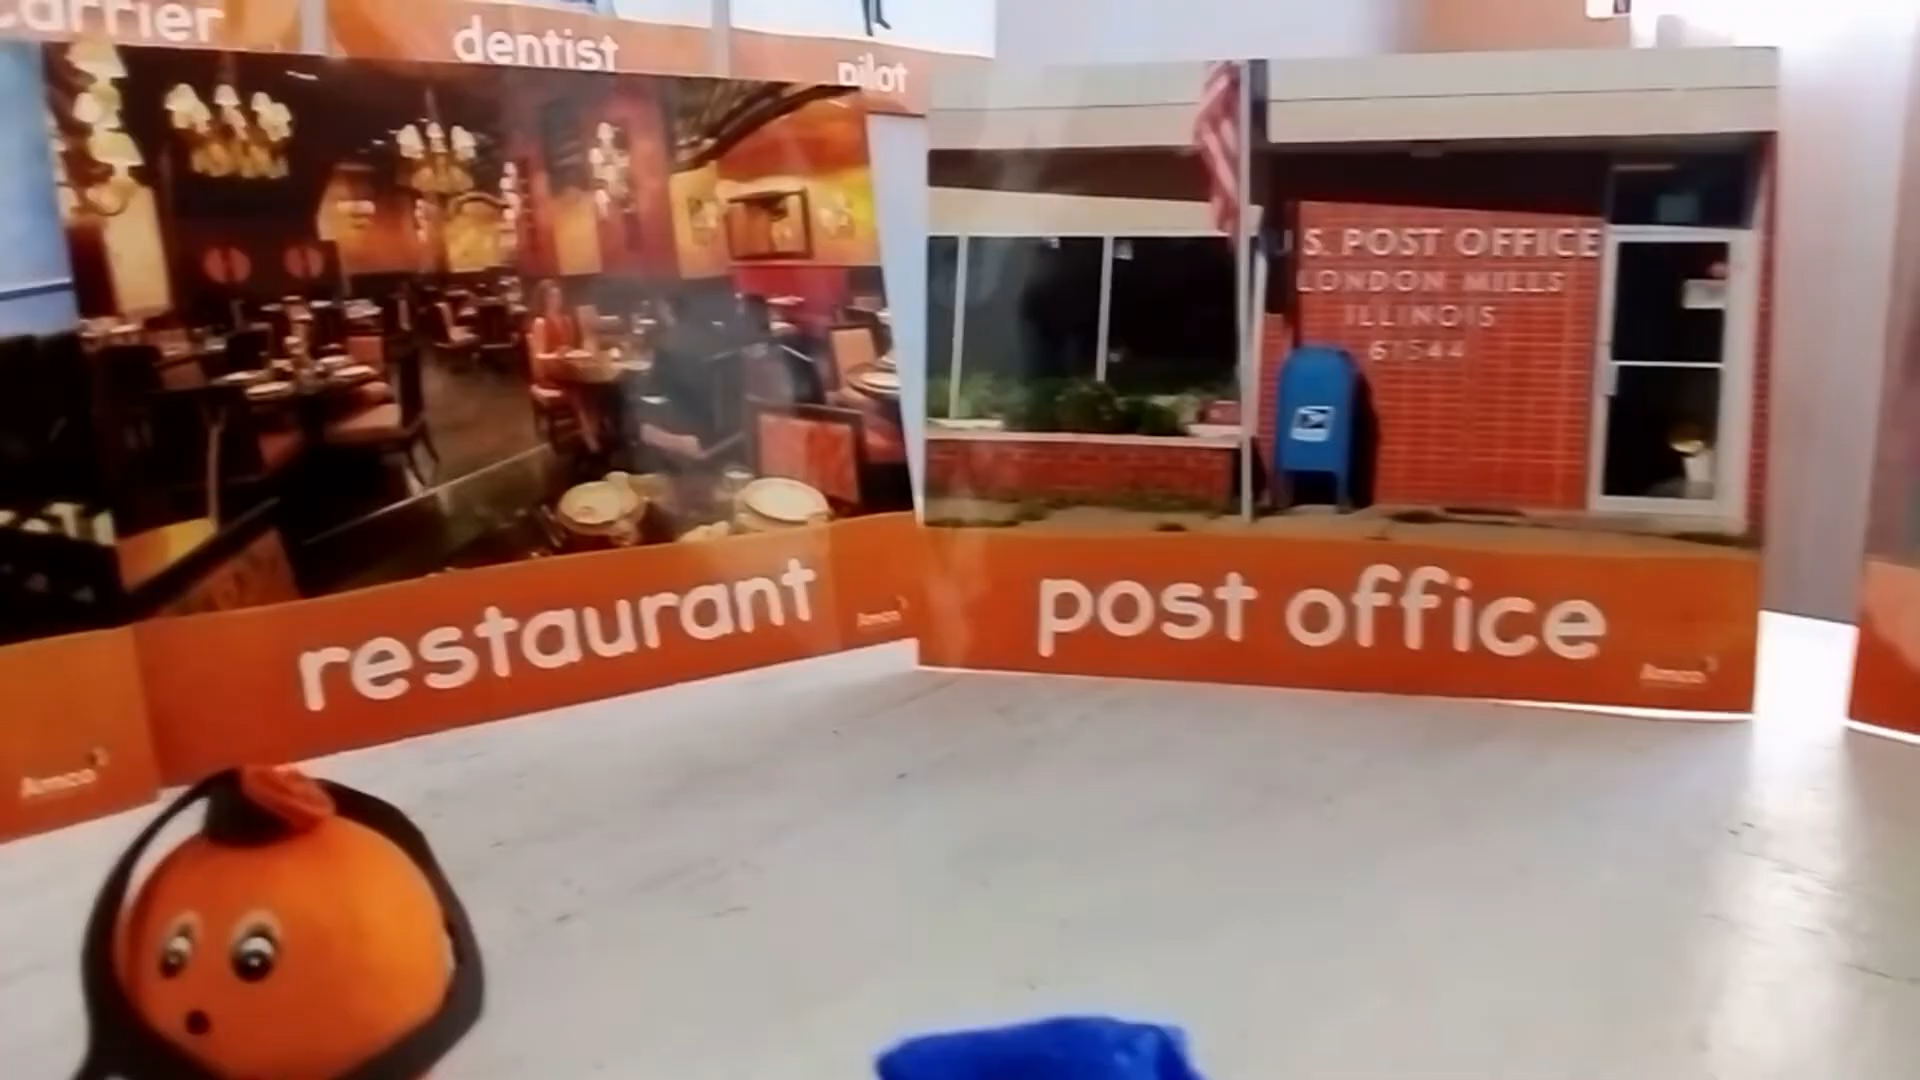 carrier
dentist
pilot
U.S. POST OFFICE
LONDON MILLS
ILLINOIS
61544
restaurant
Amco
post office
Amco
Amco